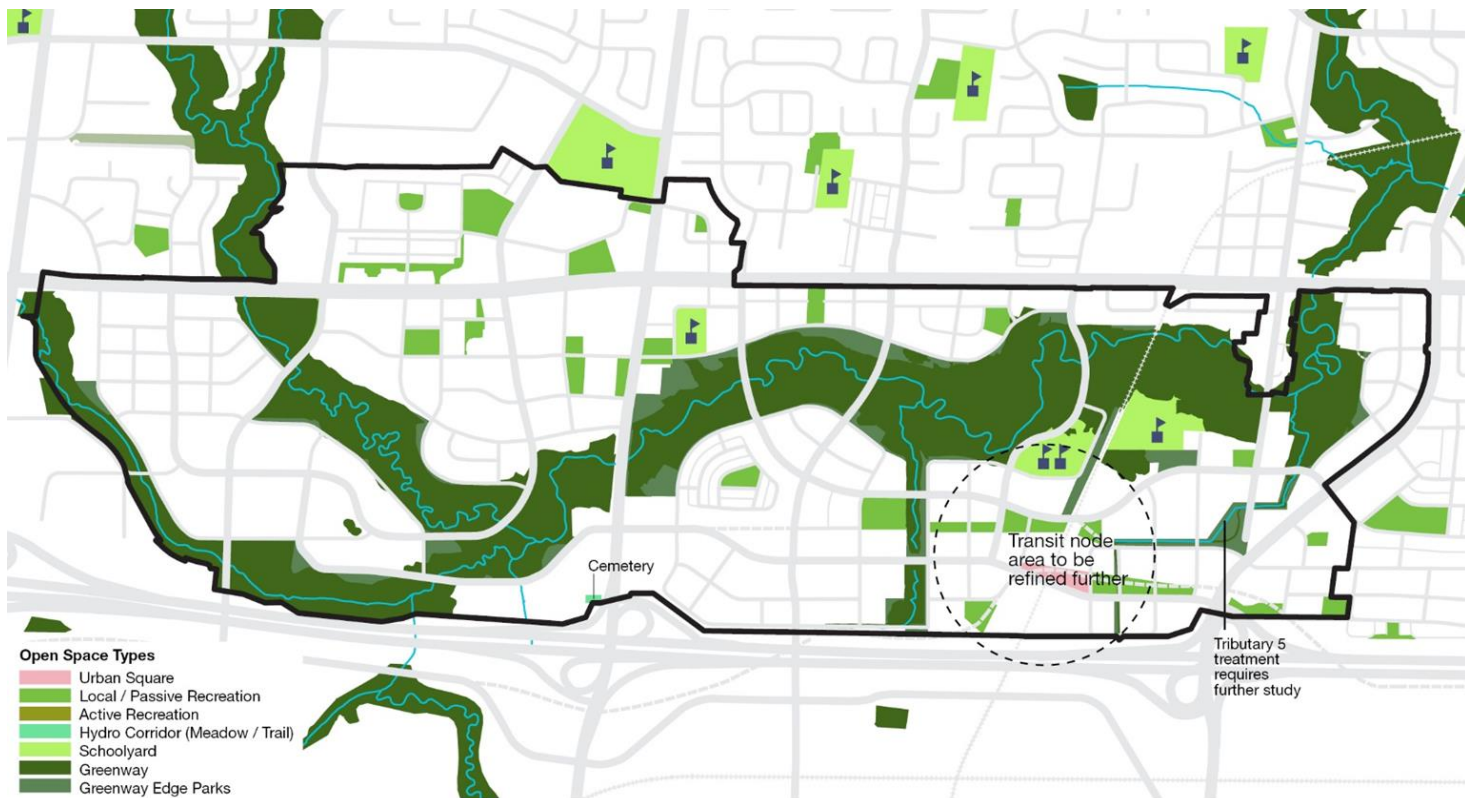 Cemetery
Transit node
area to be
refined further
Tributary 5
treatment
requires
further study
Open Space Types
Urban Square
Local / Passive Recreation
Active Recreation
Hydro Corridor (Meadow / Trail)
Schoolyard
Greenway
Greenway Edge Parks